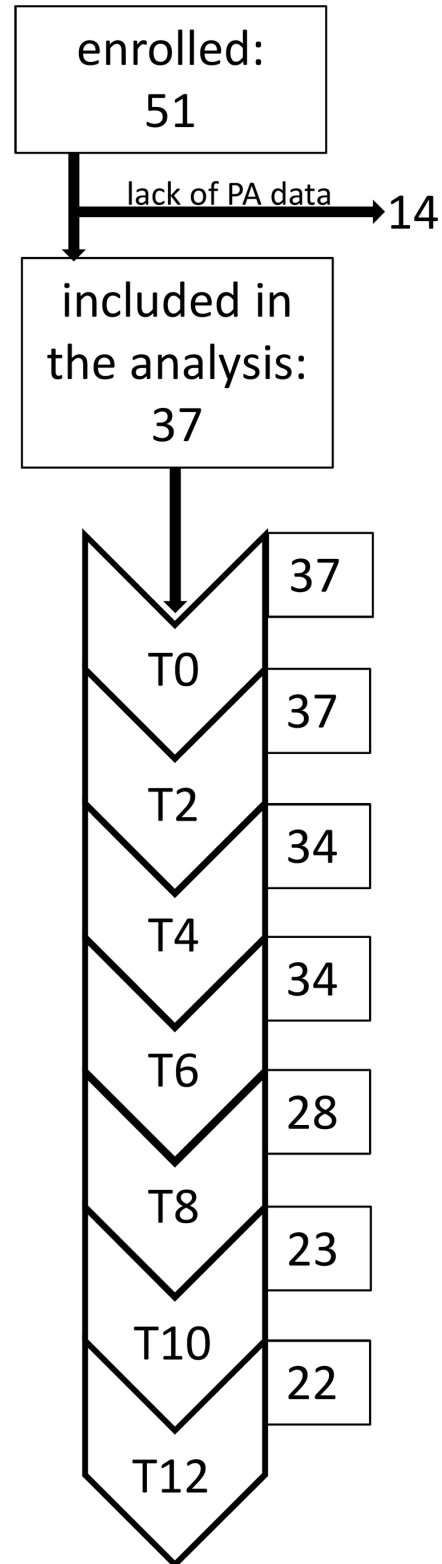 enrolled:
51
lack of PA data
14
included in
the analysis:
37
37
T0
37
T2
34
T4
34
T6
28
T8
23
T10
22
T12